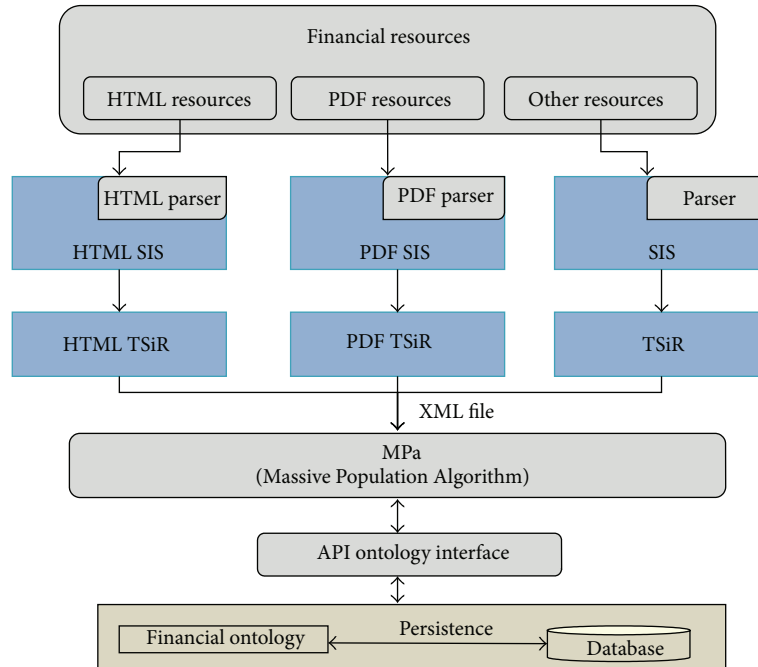 Financial resources
HTML resources
PDF resources
Other resources
HTML parser
PDF parser
Parser
HTML SIS
PDF SIS
SIS
HTML TSiR
PDF TSiR
TSiR
XML file
MPa
(Massive Population Algorithm)
API ontology interface
Financial ontology
Persistence
Database